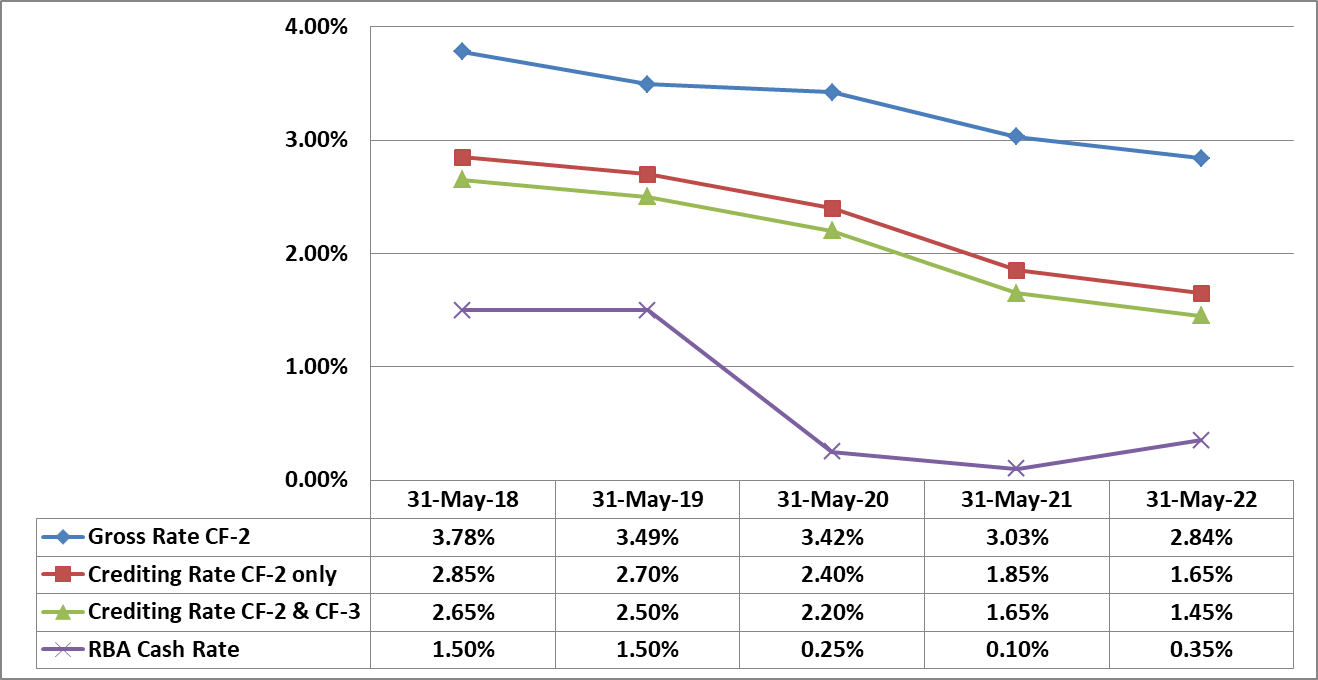 4.00%
3.00%
2.00%
1.00%
0.00%
31-May-18 31-May-19 31-May-20 31-May-21 31-May-22
Gross Rate CF-2 3.78% 3.49% 3.42% 3.03% 2.84%
Crediting Rate CF-2 only 2.85% 2.70% 2.40% 1.85% 1.65%
Crediting Rate CF-2 & CF-3 2.65% 2.50% 2.20% 1.65% 1.45%
RBA Cash Rate 1.50% 1.50% 0.25% 0.10% 0.35%